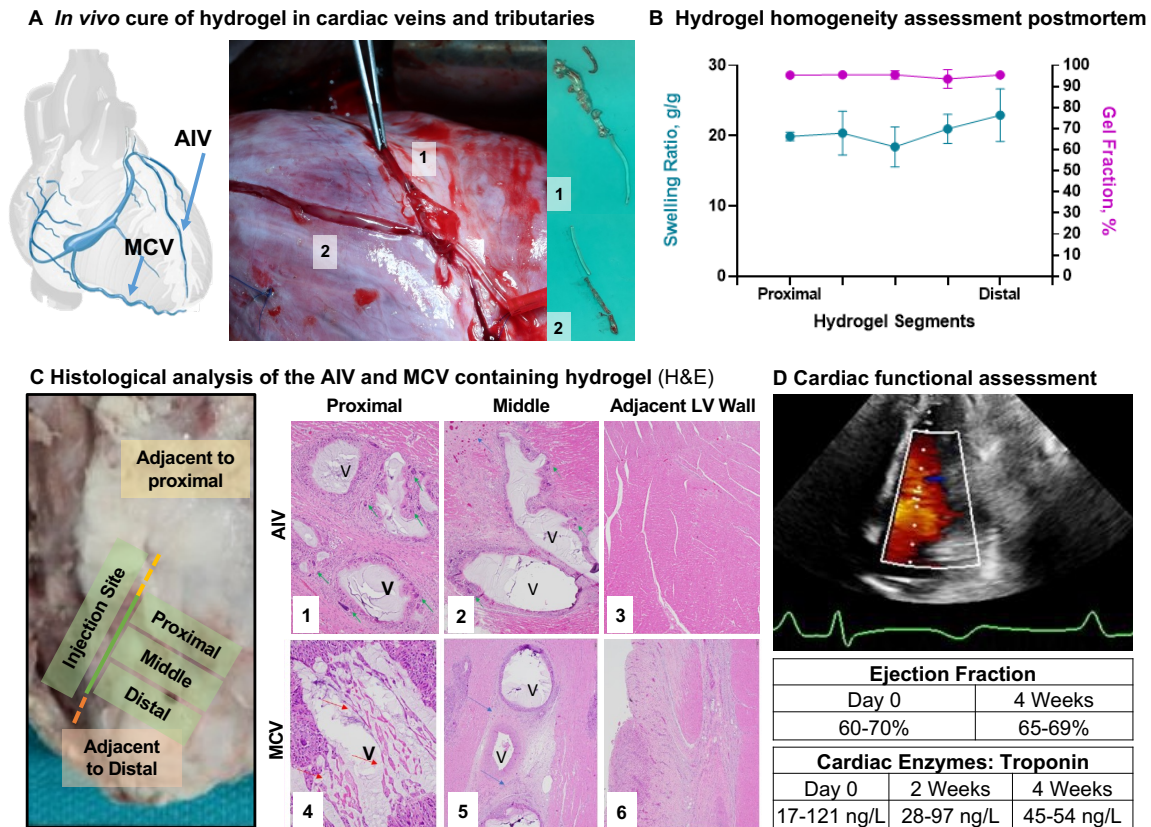 A In vivo cure of hydrogel in cardiac veins and tributaries
AIV
MCV
1
2
1
2
B Hydrogel homogeneity assessment postmortem
30
20
10
0
Swelling Ratio, g/g
100
90
80
70
60
50
40
30
20
10
0
Gel Fraction, %
Proximal
Distal
Hydrogel Segments
C Histological analysis of the AIV and MCV containing hydrogel (H&E)
Adjacent to
proximal
Injection Site
Proximal
Middle
Distal
Adjacent
to Distal
Proximal
Middle
Adjacent LV Wall
AIV
V
V
1
V
V
2
3
MCV
V
4
V
V
5
6
D Cardiac functional assessment
Ejection Fraction
Day 0
4 Weeks
60-70%
65-69%
Cardiac Enzymes: Troponin
Day 0
2 Weeks
4 Weeks
17-121 ng/L
28-97 ng/L
45-54 ng/L